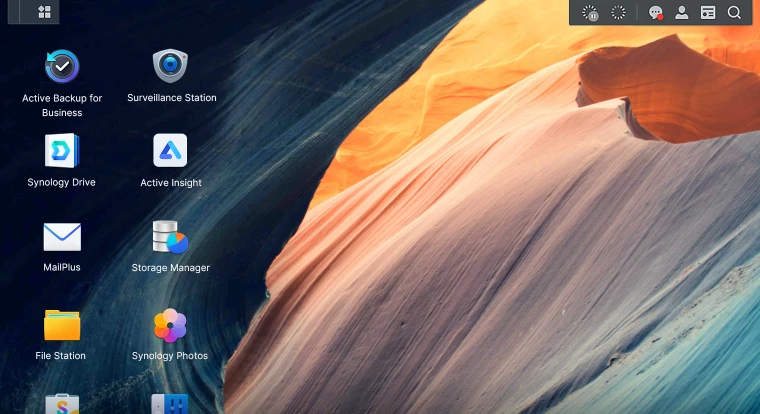 Active Backup for
Business
Surveillance Station
Synology Drive
Active Insight
MailPlus
Storage Manager
File Station
Synology Photos